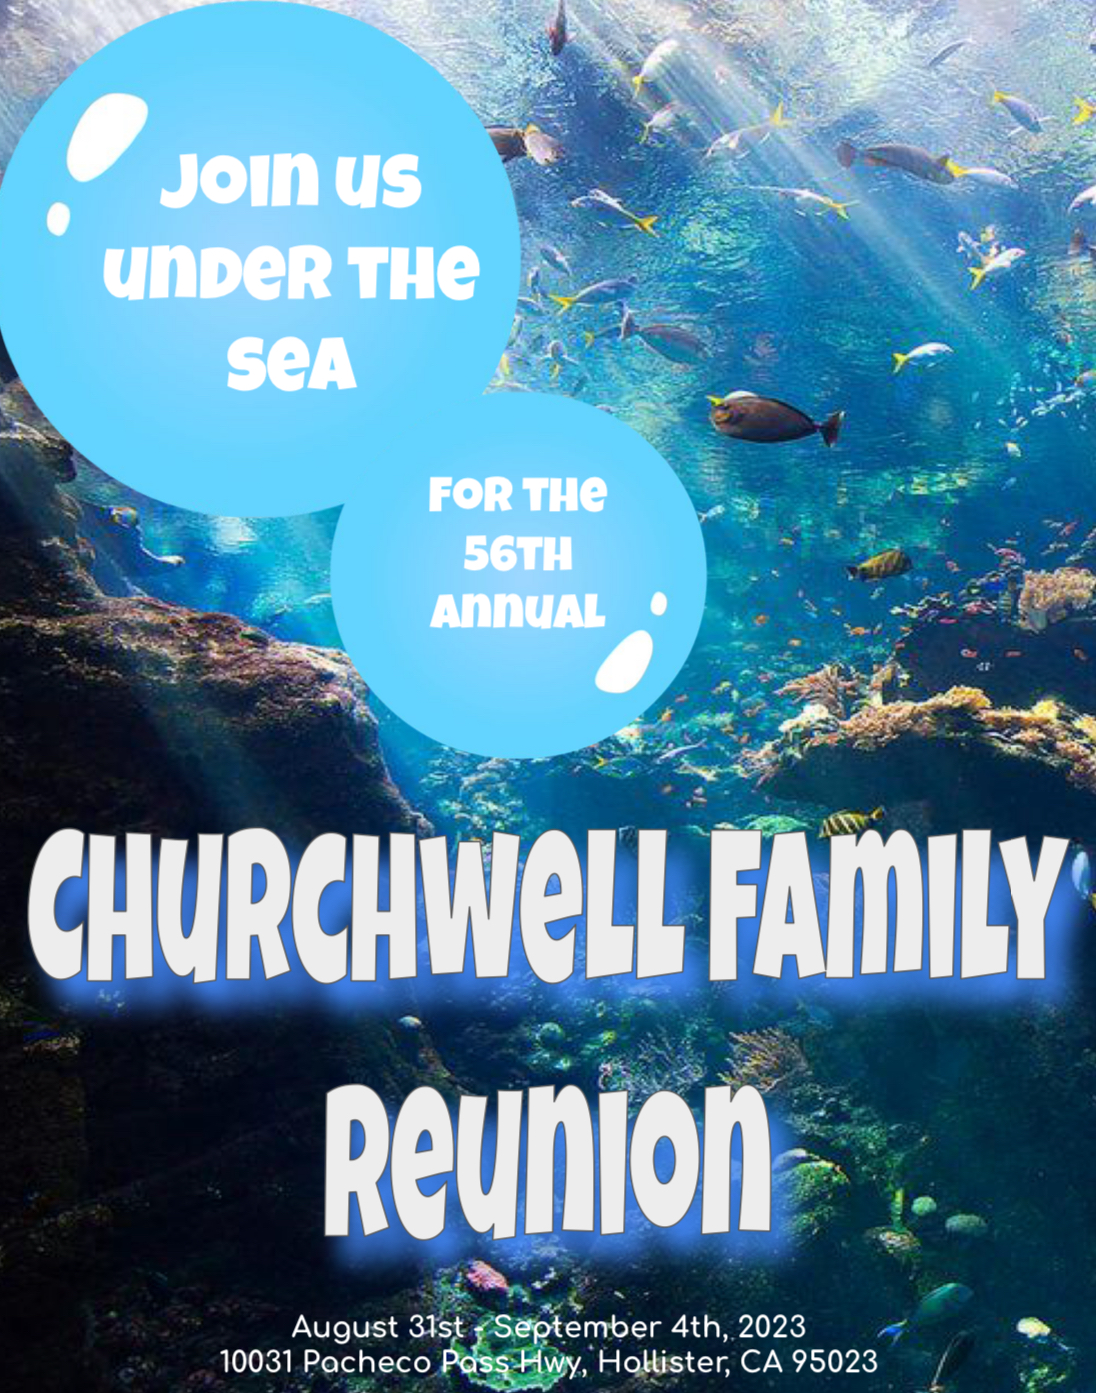 Join us
under the
sea
for the
56th
annual
Churchwell Family
Reunion
August 31st - September 4th, 2023
10031 Pacheco Pass Hwy, Hollister, CA 95023